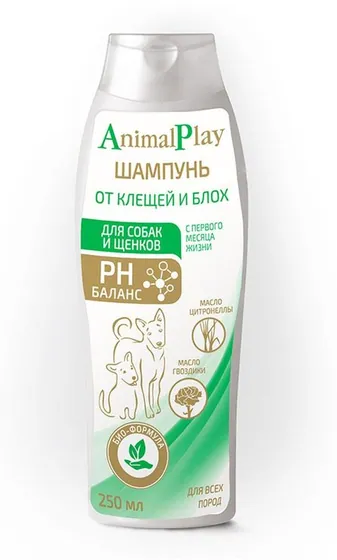 AnimalPlay
ШАМПУНЬ
ОТ КЛЕЩЕЙ И БЛОХ
ДЛЯ СОБАК
И ЩЕНКОВ
С ПЕРВОГО
МЕСЯЦА
ЖИЗНИ
PH
БАЛАНС
МАСЛО
ЦИТРОНЕЛЛЫ
МАСЛО
ГВОЗДИКИ
БИО-ФОРМУЛА
250 МЛ
ДЛЯ ВСЕХ
ПОРОД